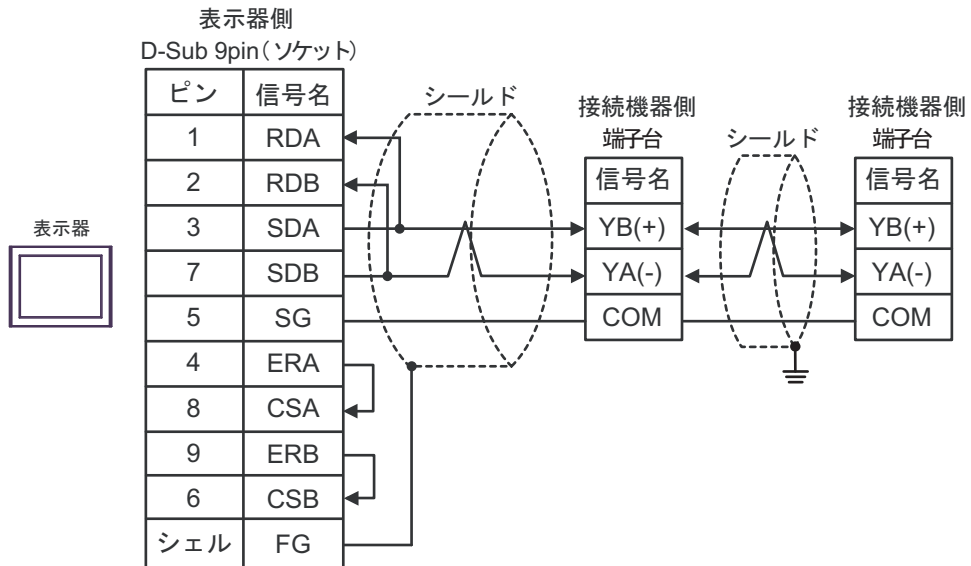 表示器側
D-Sub 9pin(ソケット)
ピン 信号名
1 RDA
2 RDB
3 SDA
7 SDB
5 SG
4 ERA
8 CSA
9 ERB
6 CSB
シェル FG
表示器
シールド
接続機器側
端子台
信号名
YB(+)
YA(-)
COM
シールド
接続機器側
端子台
信号名
YB(+)
YA(-)
COM